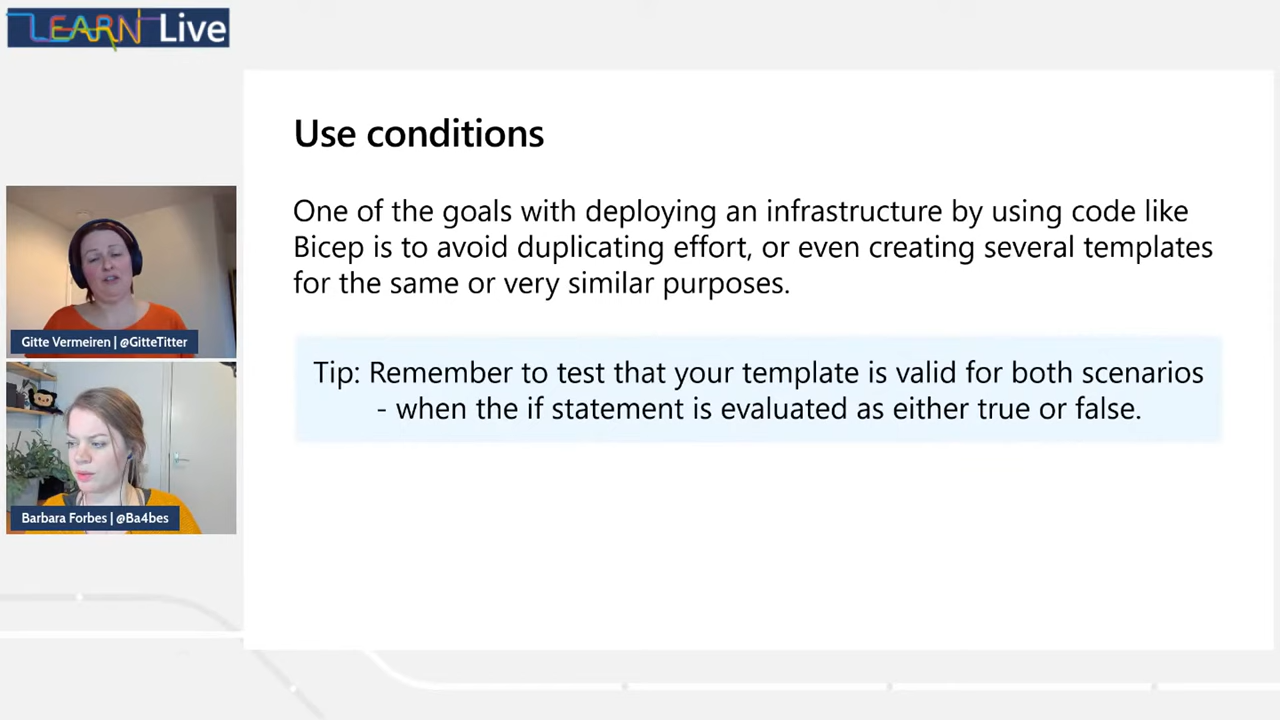 LEARN Live
Use conditions
One of the goals with deploying an infrastructure by using code like
Bicep is to avoid duplicating effort, or even creating several templates
for the same or very similar purposes.
Tip: Remember to test that your template is valid for both scenarios
- when the if statement is evaluated as either true or false.
Gitte Vermeiren | @GitteTitter
Barbara Forbes | @Ba4bes